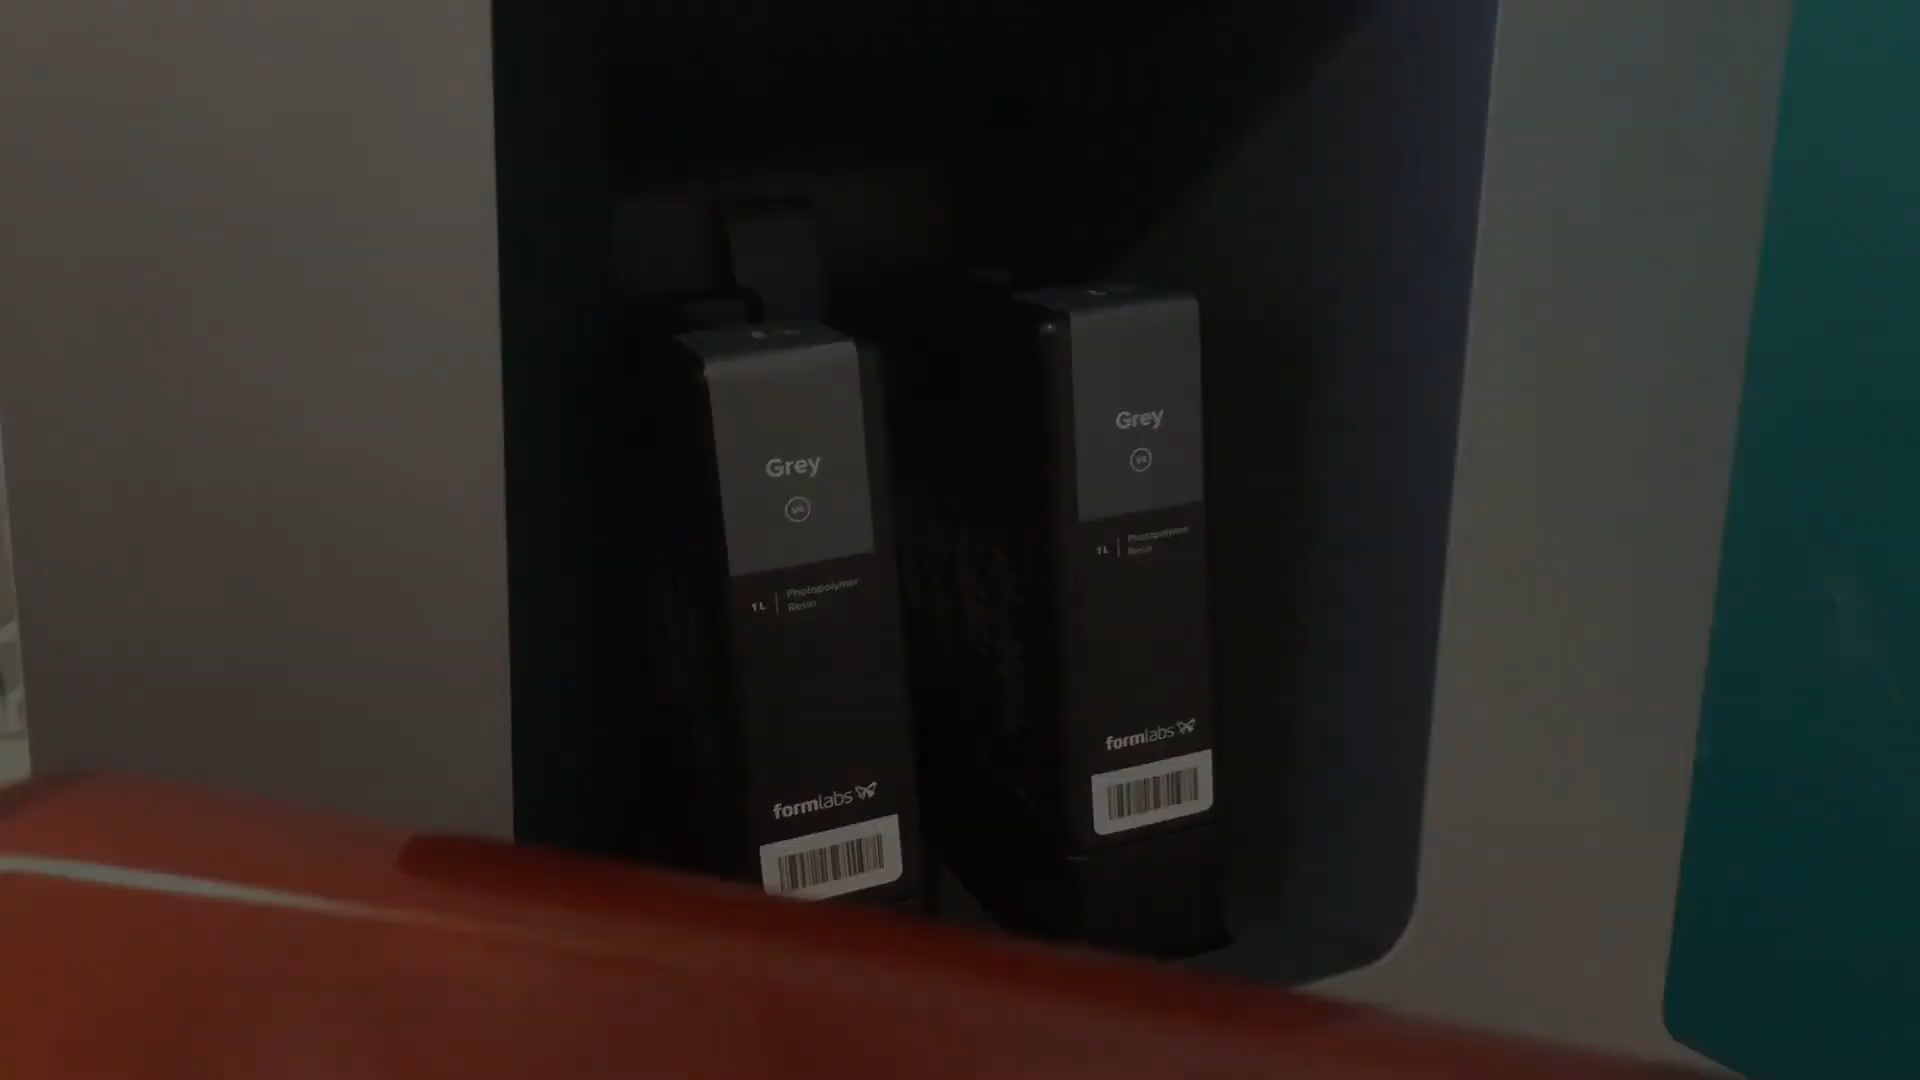 Grey
V4
1 L
Photopolymer
Resin
formlabs
Grey
V4
1 L
Photopolymer
Resin
formlabs